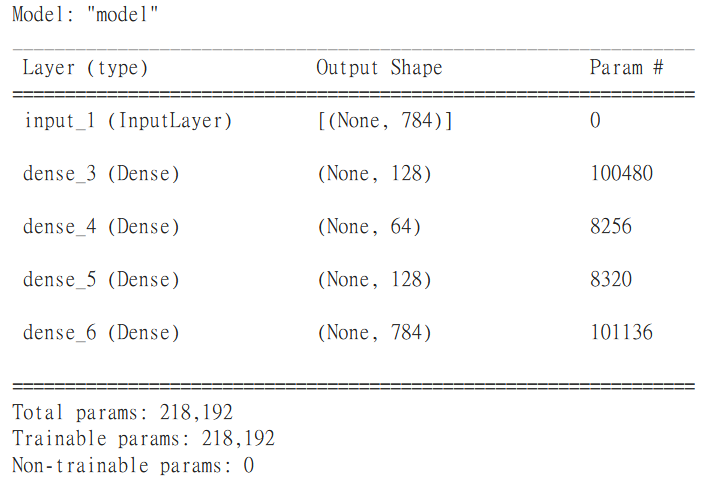 Model: "model"
Layer (type) Output Shape Param #
input_1 (InputLayer) [(None, 784)] 0
dense_3 (Dense) (None, 128) 100480
dense_4 (Dense) (None, 64) 8256
dense_5 (Dense) (None, 128) 8320
dense_6 (Dense) (None, 784) 101136
Total params: 218,192
Trainable params: 218,192
Non-trainable params: 0